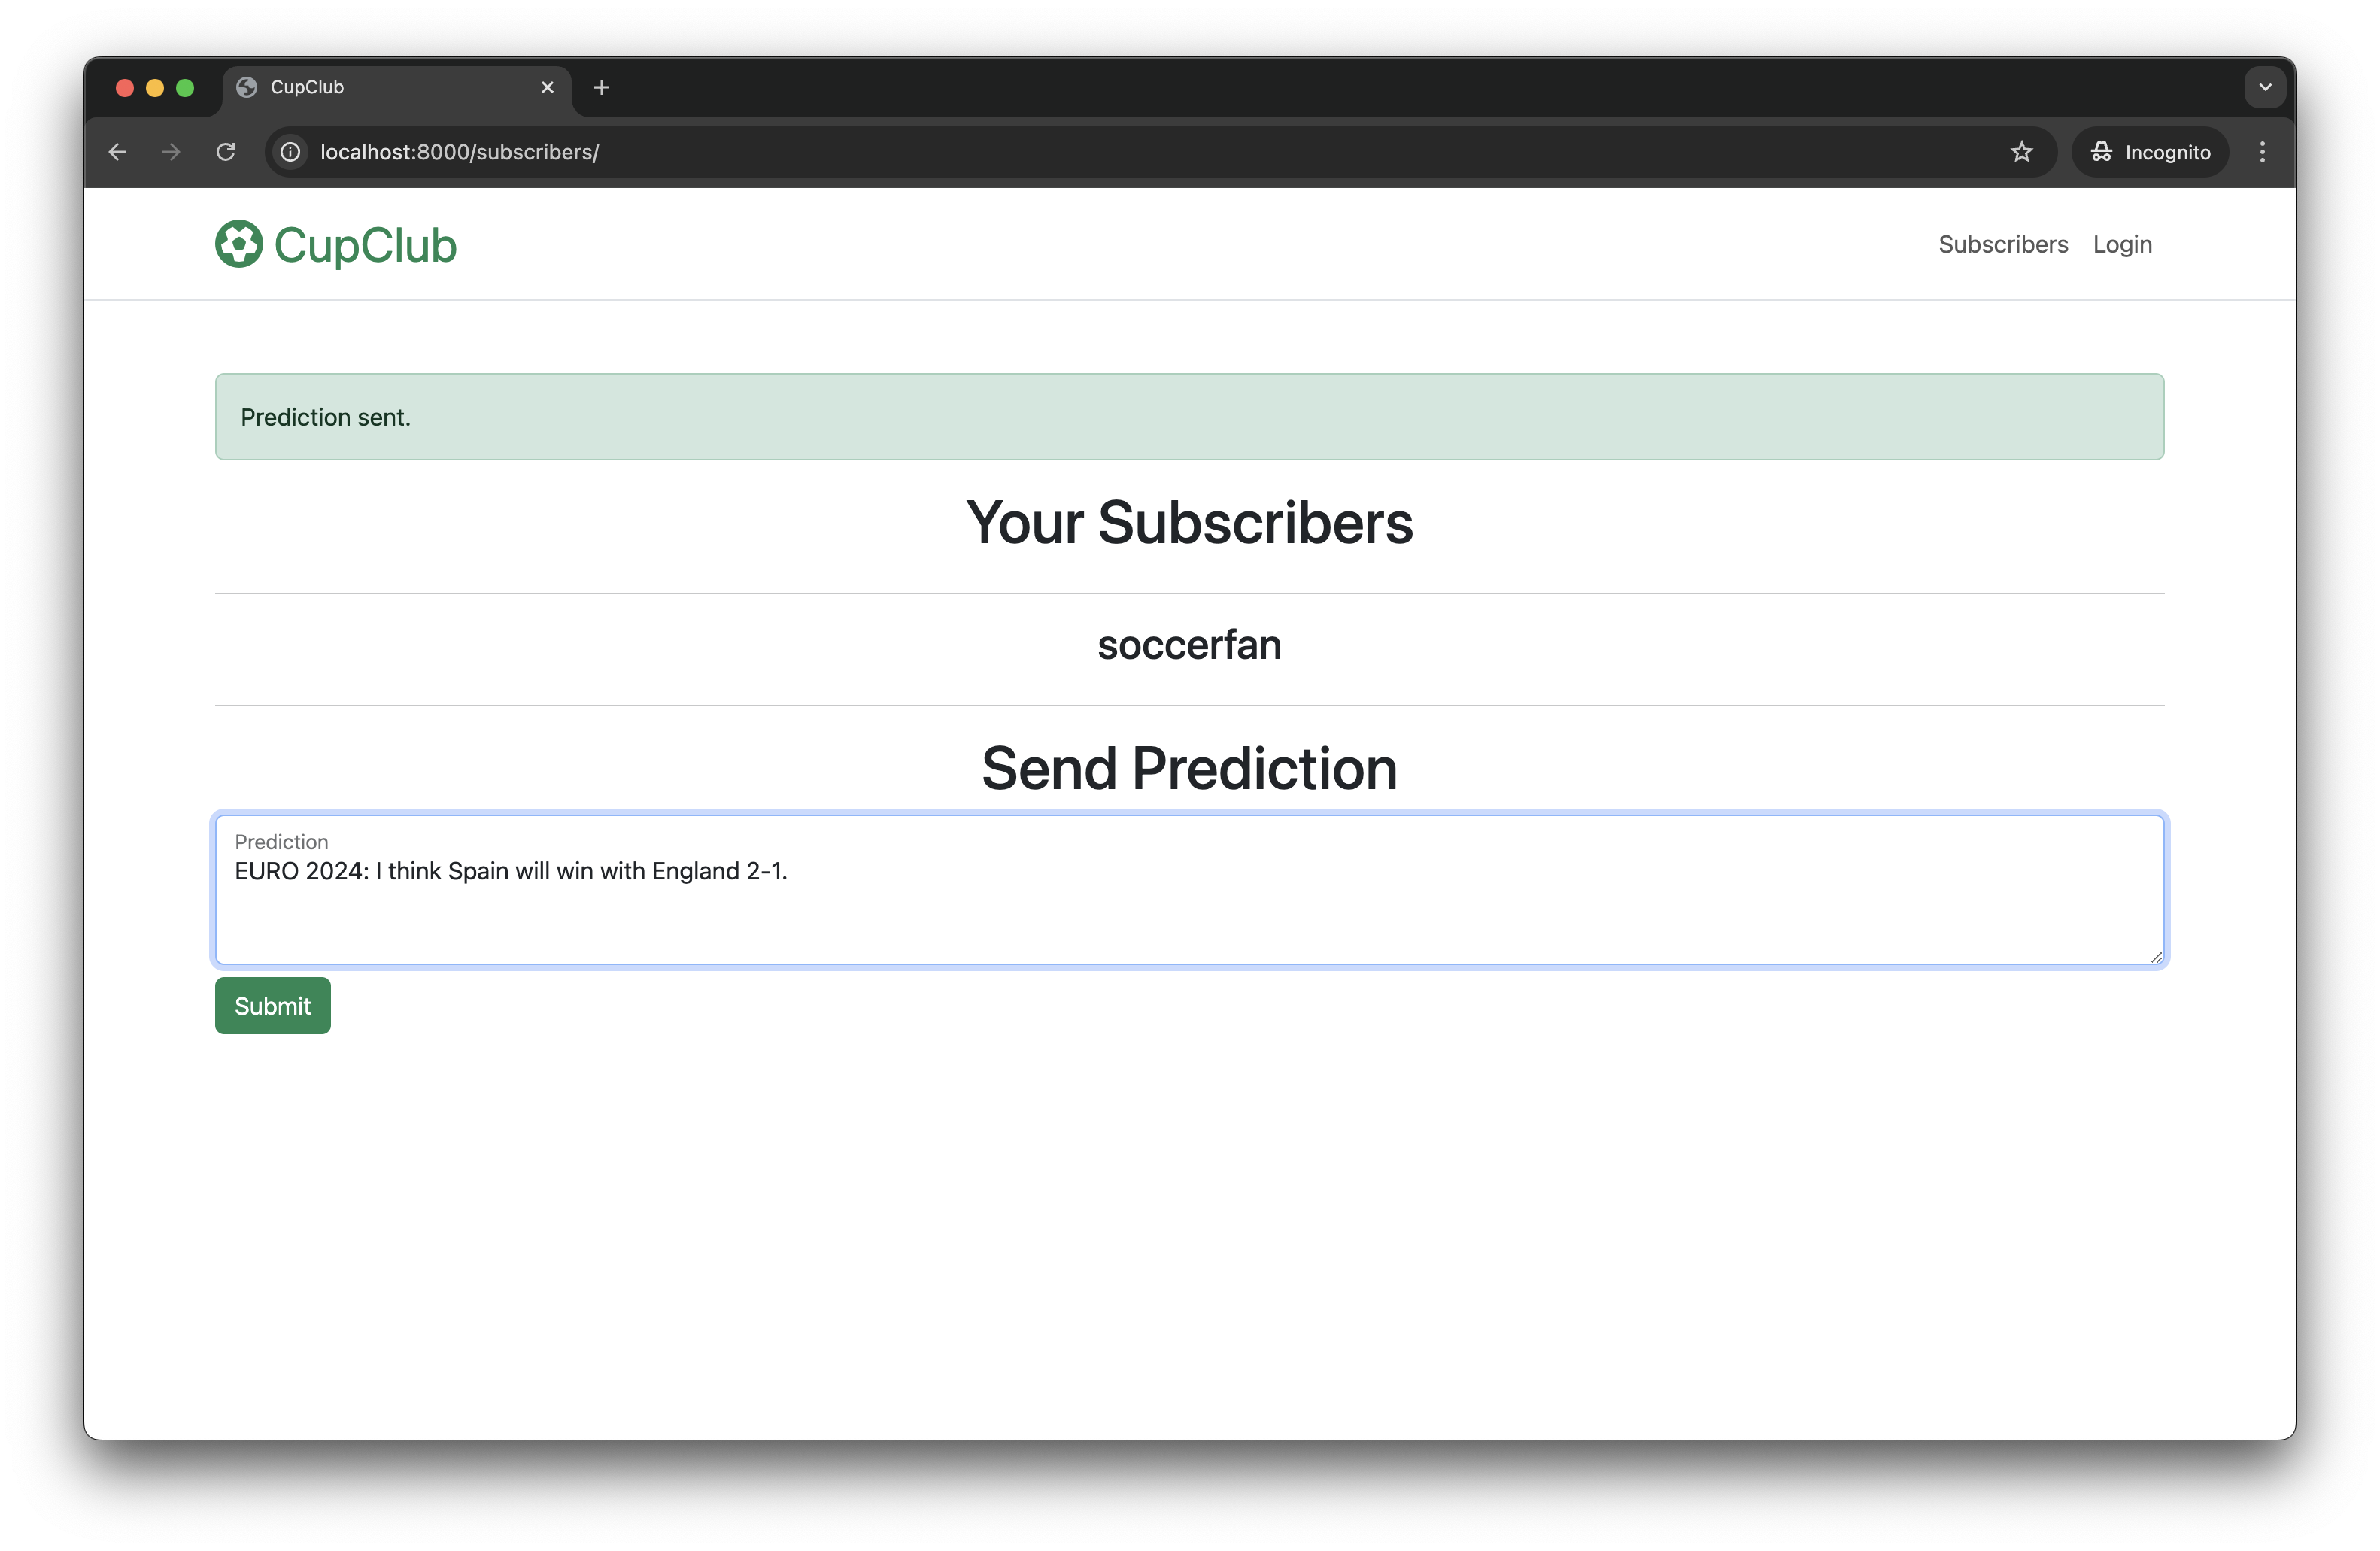 CupClub
localhost:8000/subscribers/
Incognito
CupClub
Subscribers Login
Prediction sent.
Your Subscribers
soccerfan
Send Prediction
Prediction
EURO 2024: I think Spain will win with England 2-1.
Submit